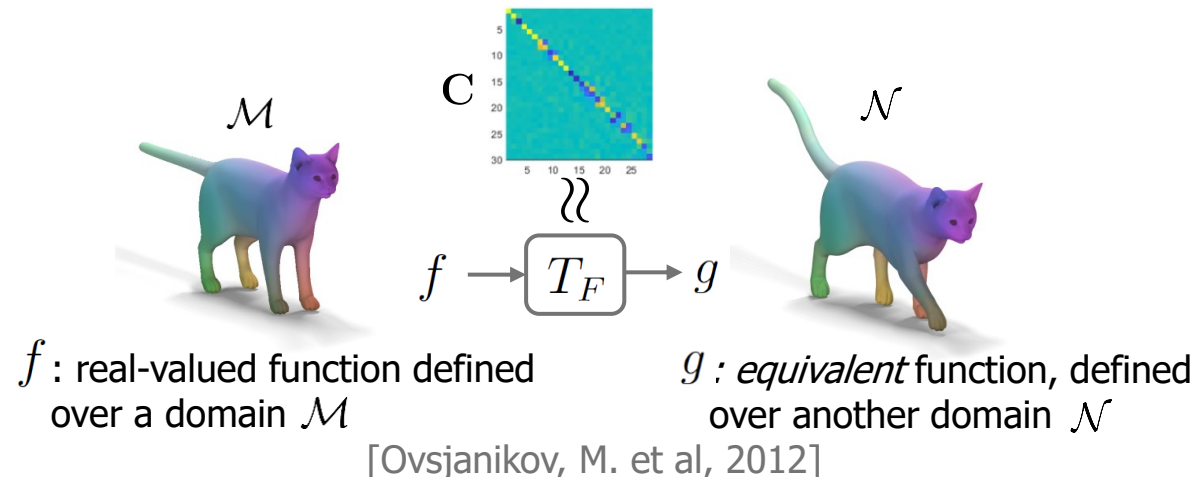 C
5
10
15
20
25
30
5 10 15 20 25
≈
ℳ
𝒩
f → T_F → g
f : real-valued function defined
over a domain ℳ
g : equivalent function, defined
over another domain 𝒩
[Ovsjanikov, M. et al, 2012]